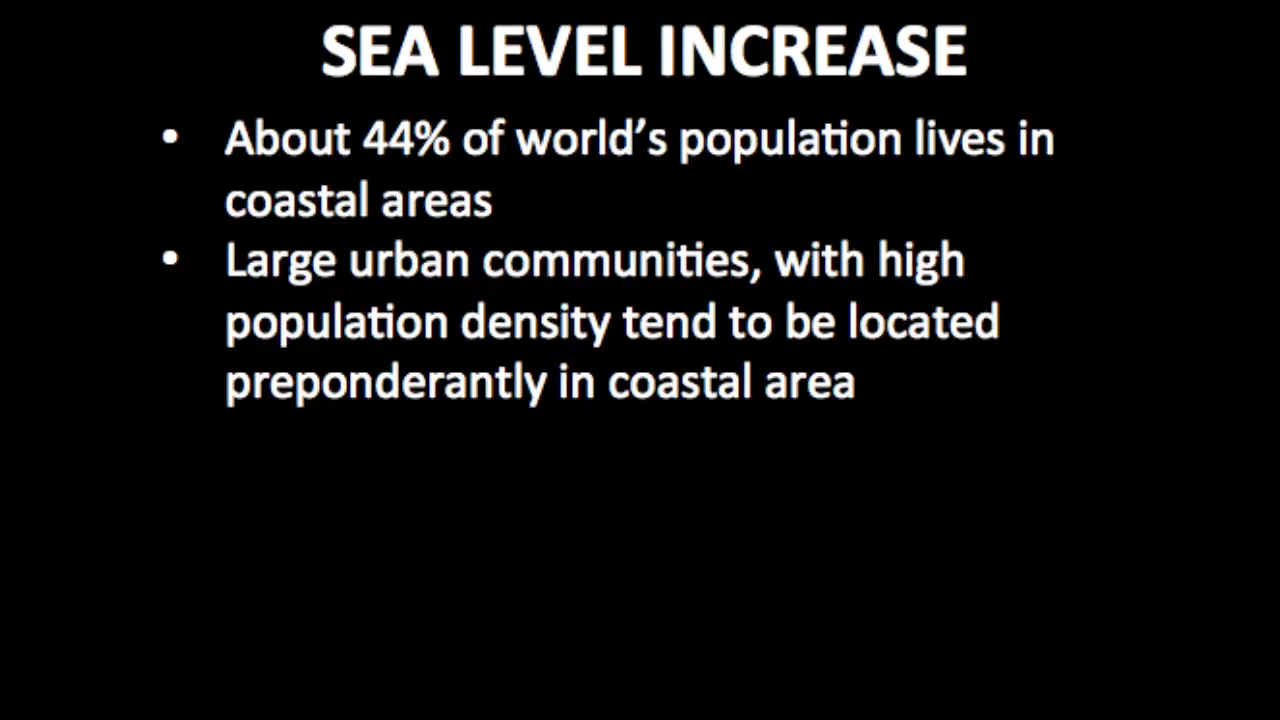 SEA LEVEL INCREASE
• About 44% of world’s population lives in
coastal areas
• Large urban communities, with high
population density tend to be located
preponderantly in coastal area